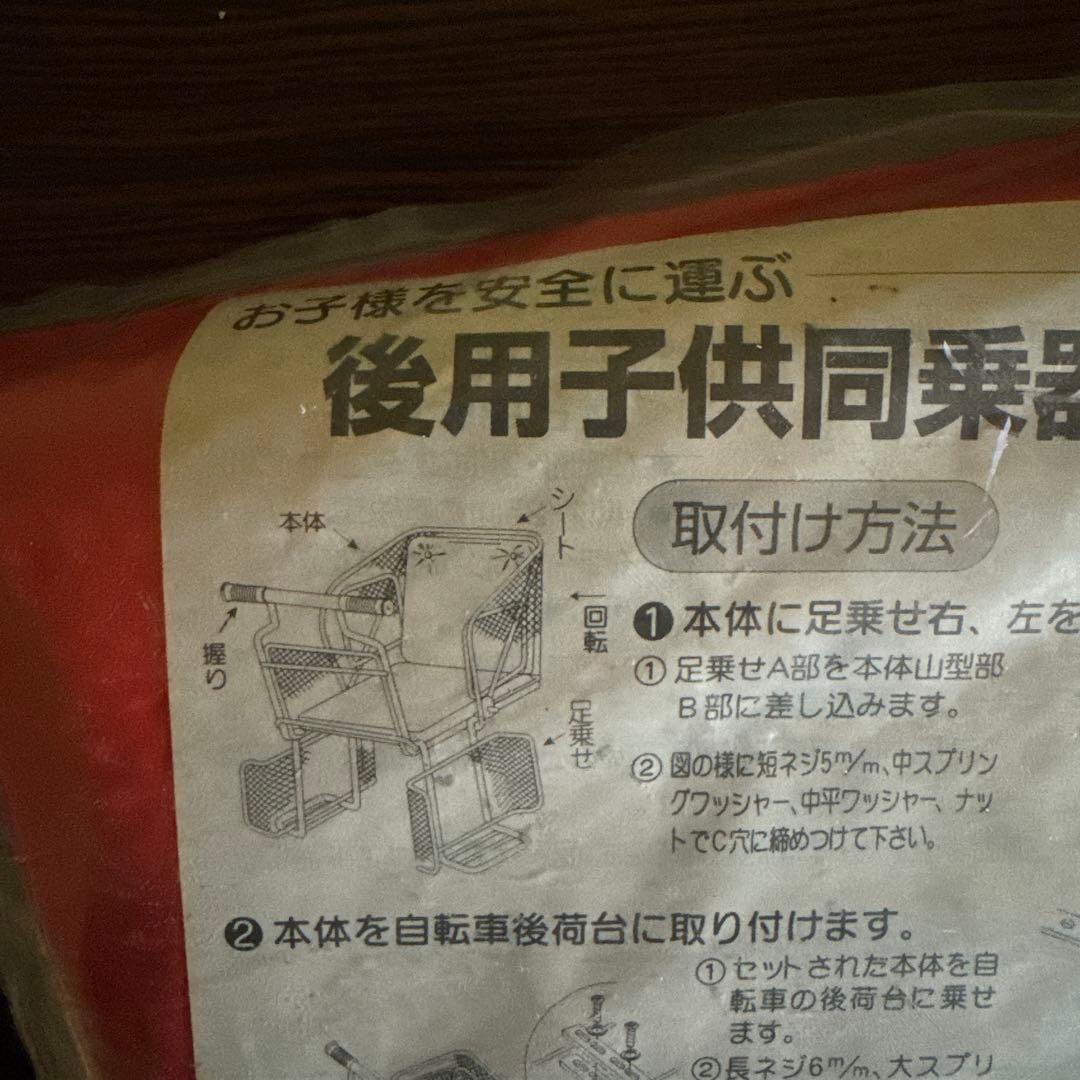 お子様を安全に運ぶ
後用子供同乗器
本体
シート
握り
回転
足乗せ
取付け方法
❶本体に足乗せ右、左を
①足乗せA部を本体山型部
B部に差し込みます。
②図の様に短ネジ5m/m、中スプリン
グワッシャー、中平ワッシャー、ナッ
トでC穴に締めつけて下さい。
❷本体を自転車後荷台に取り付けます。
①セットされた本体を自
転車の後荷台に乗せ
ます。
②長ネジ6m/m、大スプリ